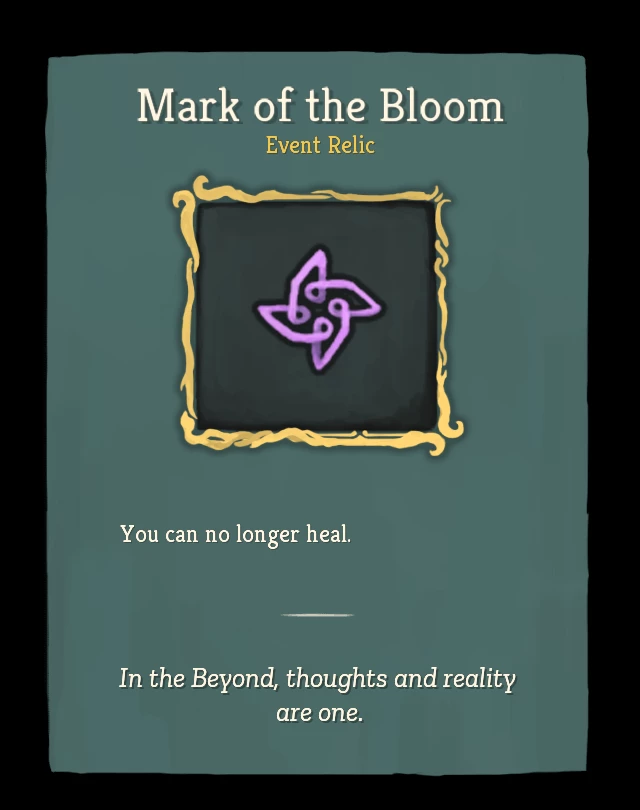 Mark of the Bloom
Event Relic
You can no longer heal.
In the Beyond, thoughts and reality
are one.